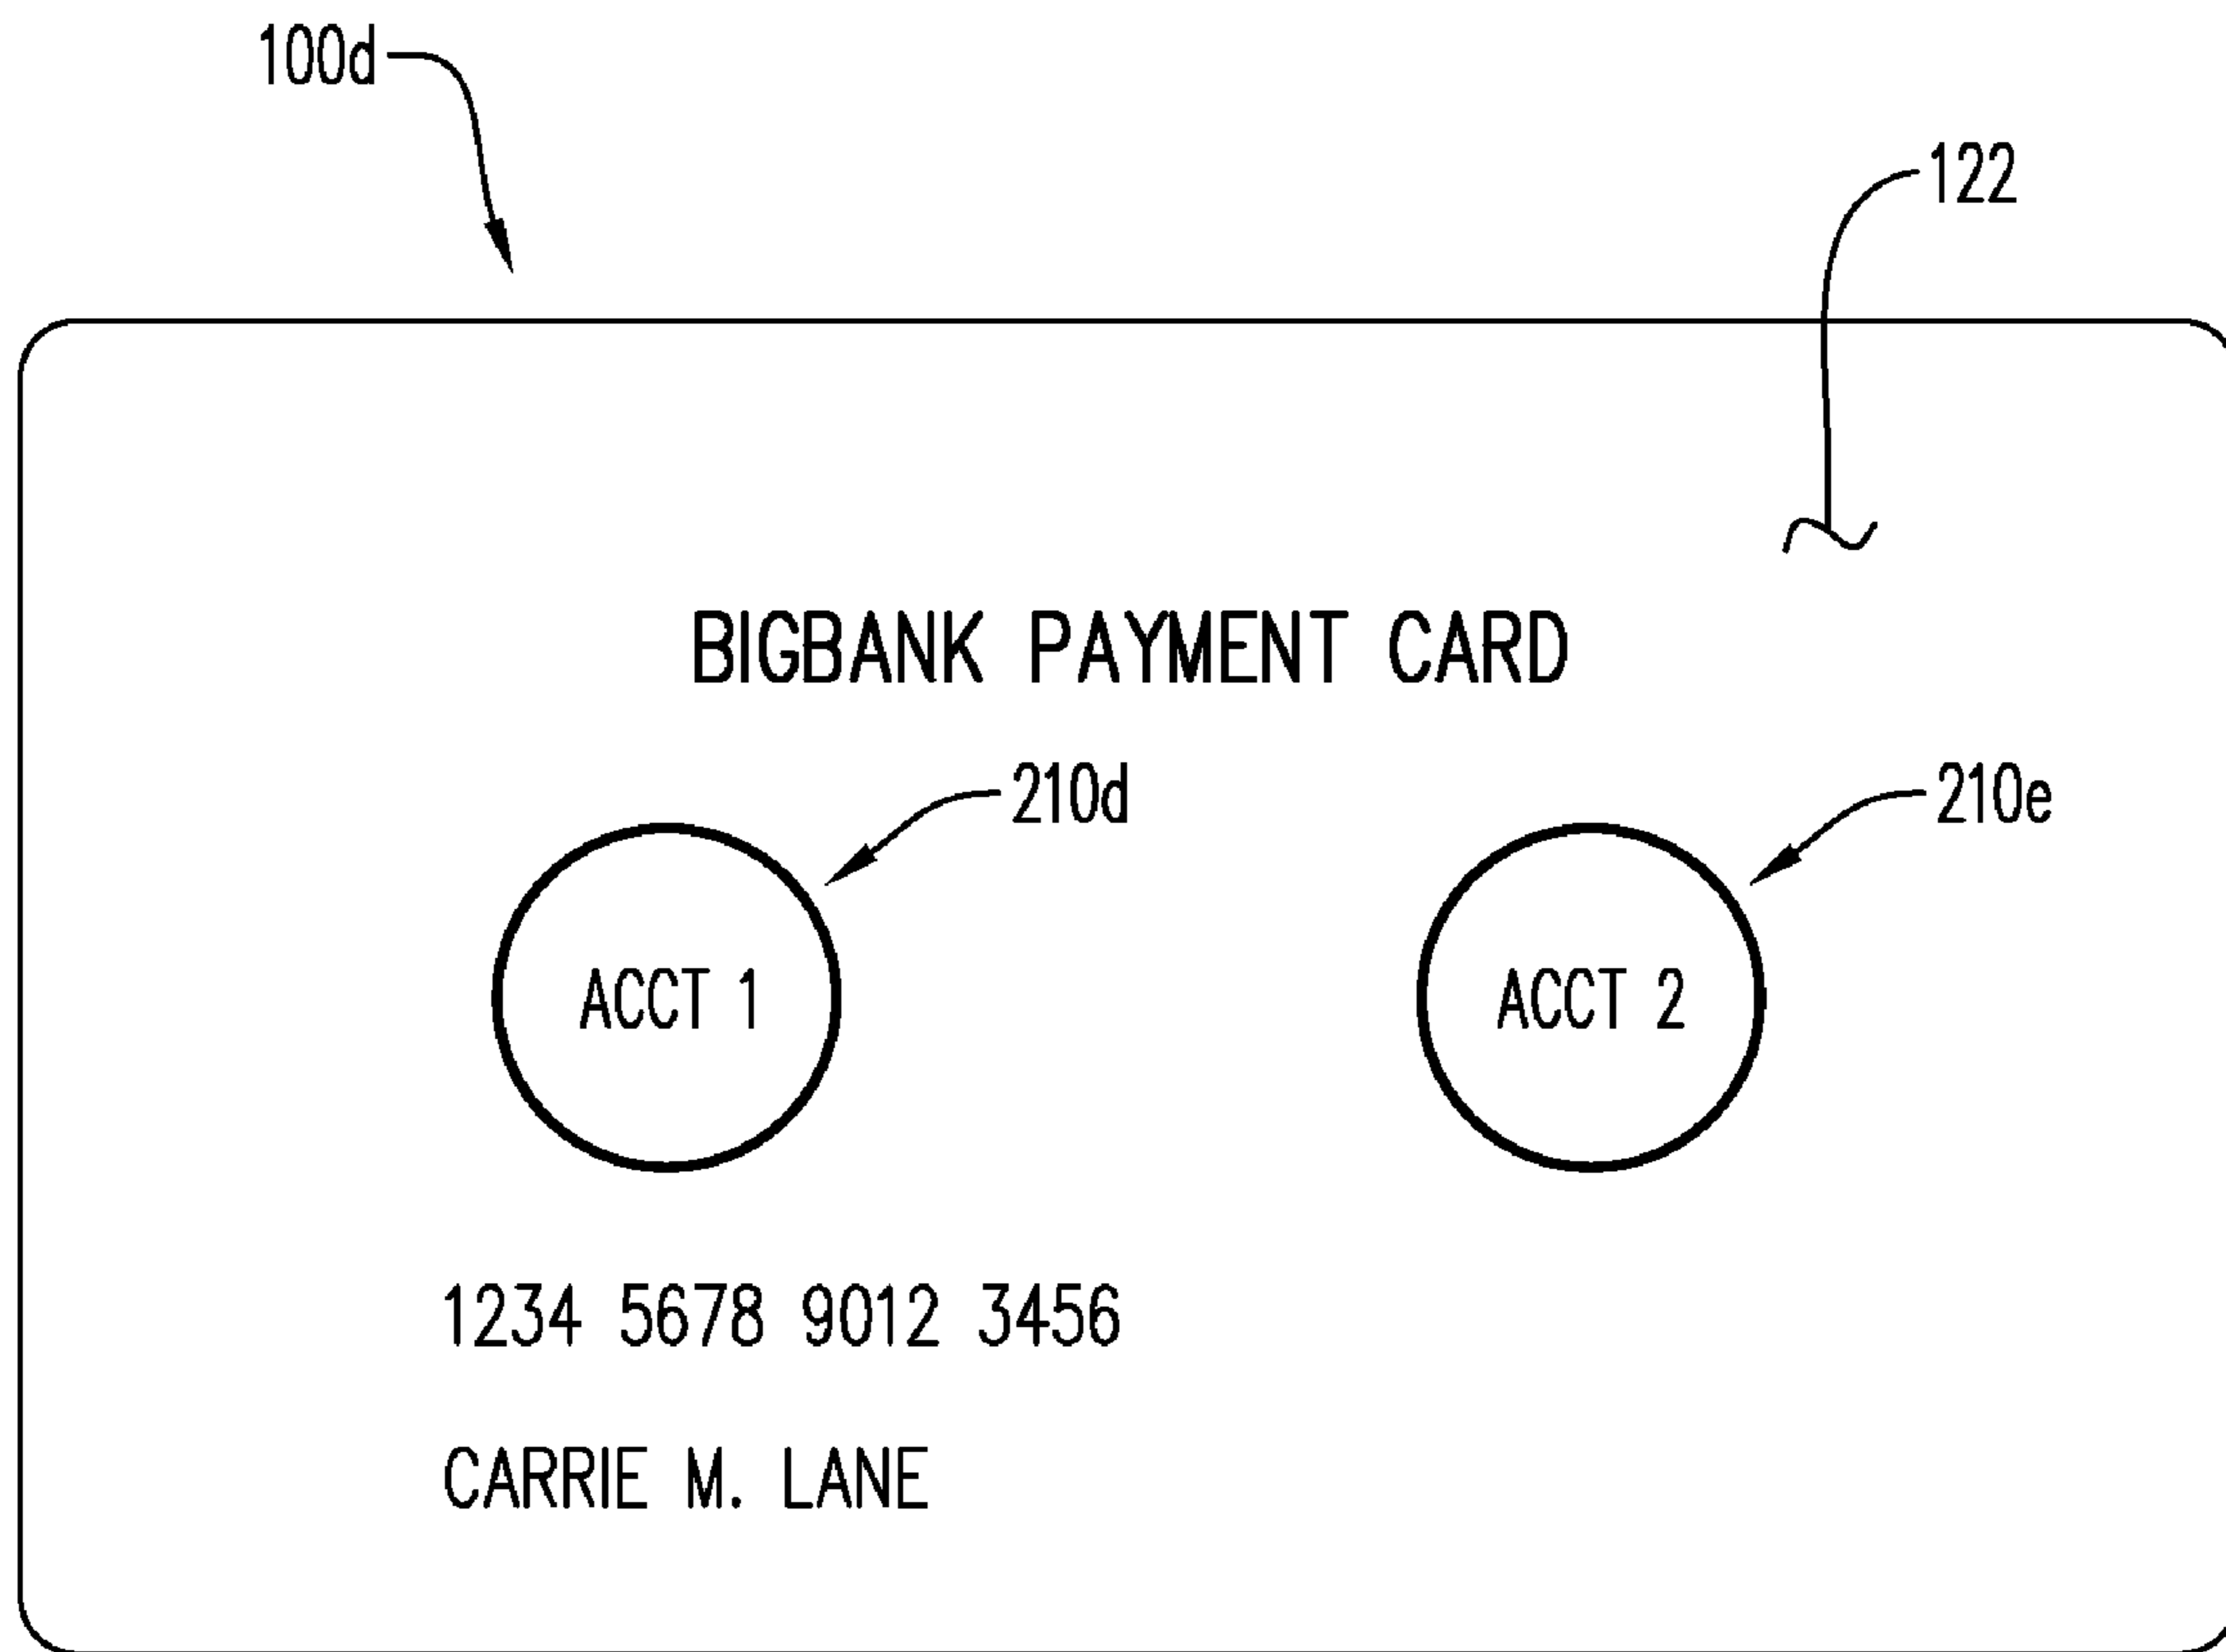 100d
122
BIGBANK PAYMENT CARD
210d
210e
ACCT 1
ACCT 2
1234 5678 9012 3456
CARRIE M. LANE